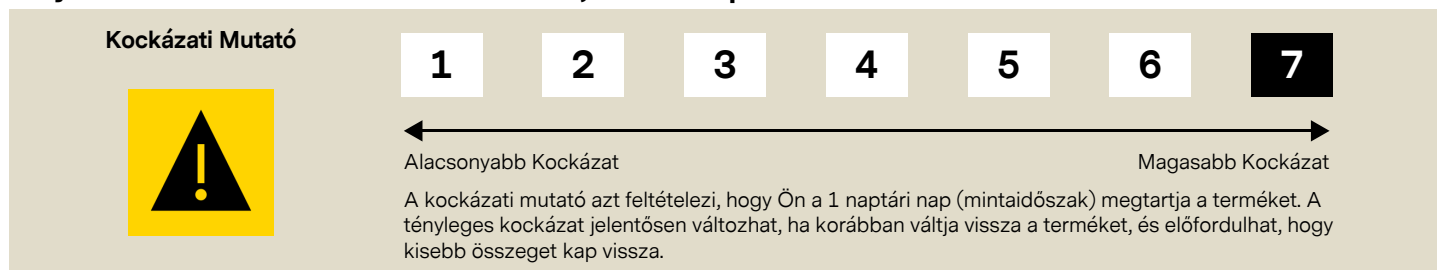 Kockázati Mutató
1 2 3 4 5 6 7
Alacsonyabb Kockázat Magasabb Kockázat
A kockázati mutató azt feltételezi, hogy Ön a 1 naptári nap (mintaidőszak) megtartja a terméket. A
tényleges kockázat jelentősen változhat, ha korábban váltja vissza a terméket, és előfordulhat, hogy
kisebb összeget kap vissza.